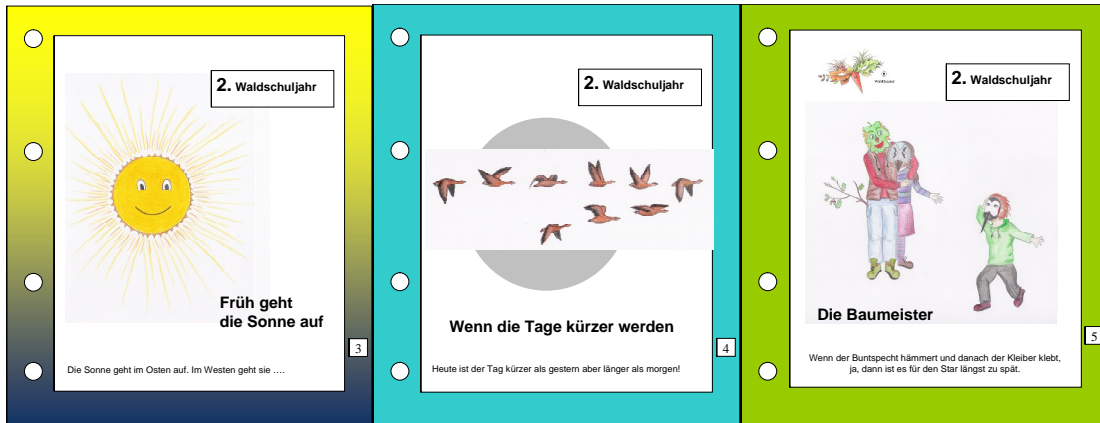 2. Waldschuljahr
Früh geht
die Sonne auf
3
Die Sonne geht im Osten auf. Im Westen geht sie ....
2. Waldschuljahr
Wenn die Tage kürzer werden
4
Heute ist der Tag kürzer als gestern aber länger als morgen!
2. Waldschuljahr
Die Baumeister
5
Wenn der Buntspecht hämmert und danach der Kleiber klebt,
ja, dann ist es für den Star längst zu spät.